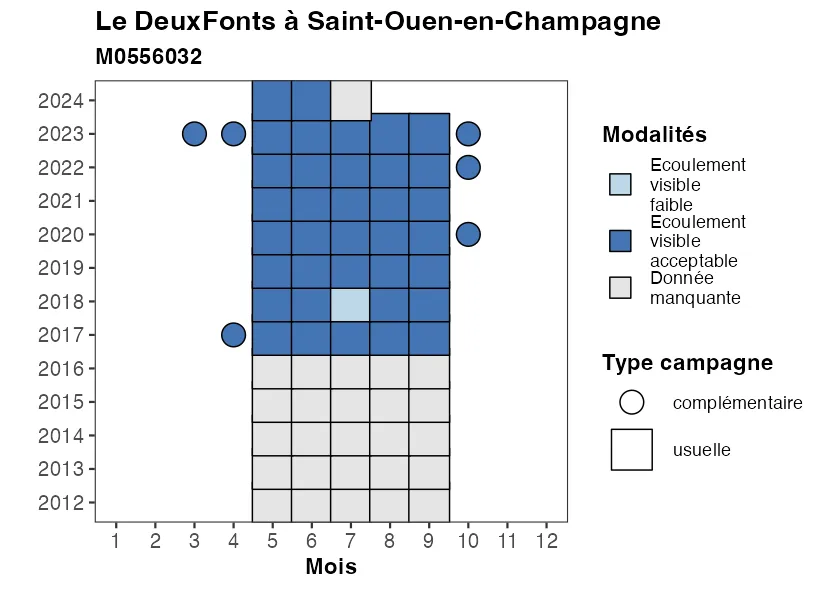 Le DeuxFonts à Saint-Ouen-en-Champagne
M0556032
2024
2023
2022
2021
2020
2019
2018
2017
2016
2015
2014
2013
2012
1 2 3 4 5 6 7 8 9 10 11 12
Mois
Modalités
Ecoulement
visible
faible
Ecoulement
visible
acceptable
Donnée
manquante
Type campagne
complémentaire
usuelle